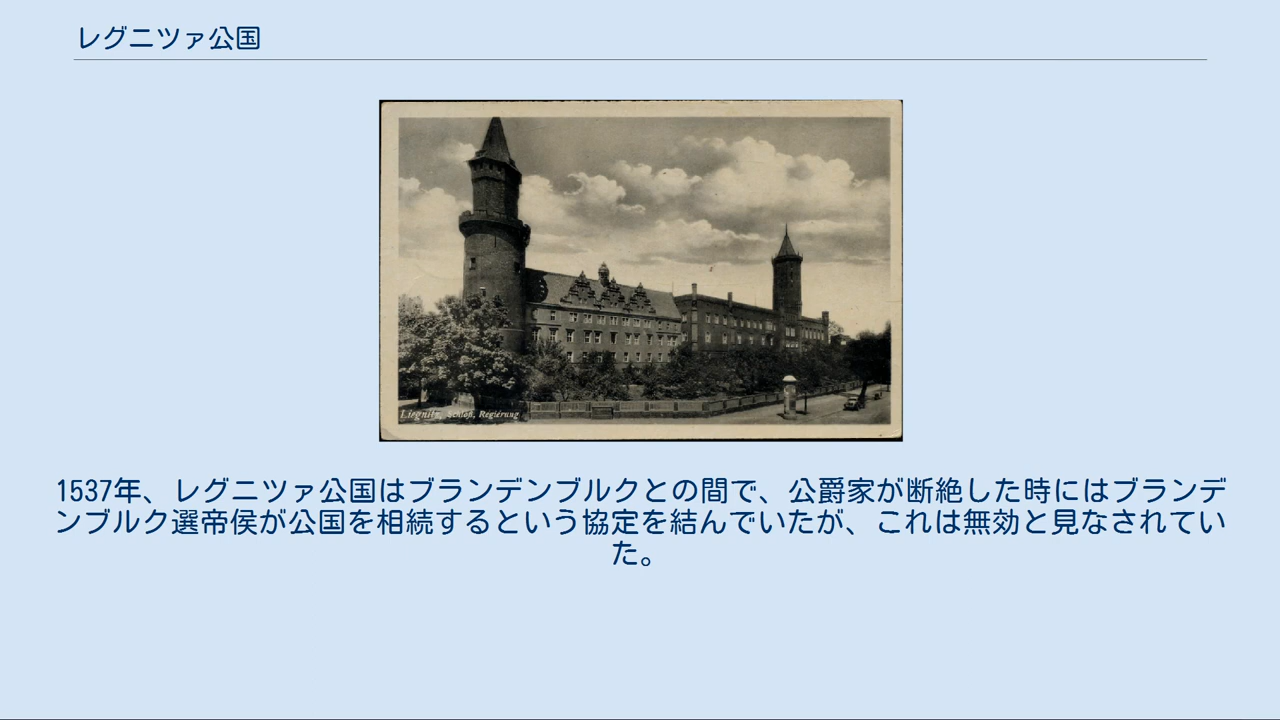 レグニツァ公国
Liegnitz, Schloß, Regierung
1537年、レグニツァ公国はブランデンブルクとの間で、公爵家が断絶した時にはブランデ
ンブルク選帝侯が公国を相続するという協定を結んでいたが、これは無効と見なされてい
た。